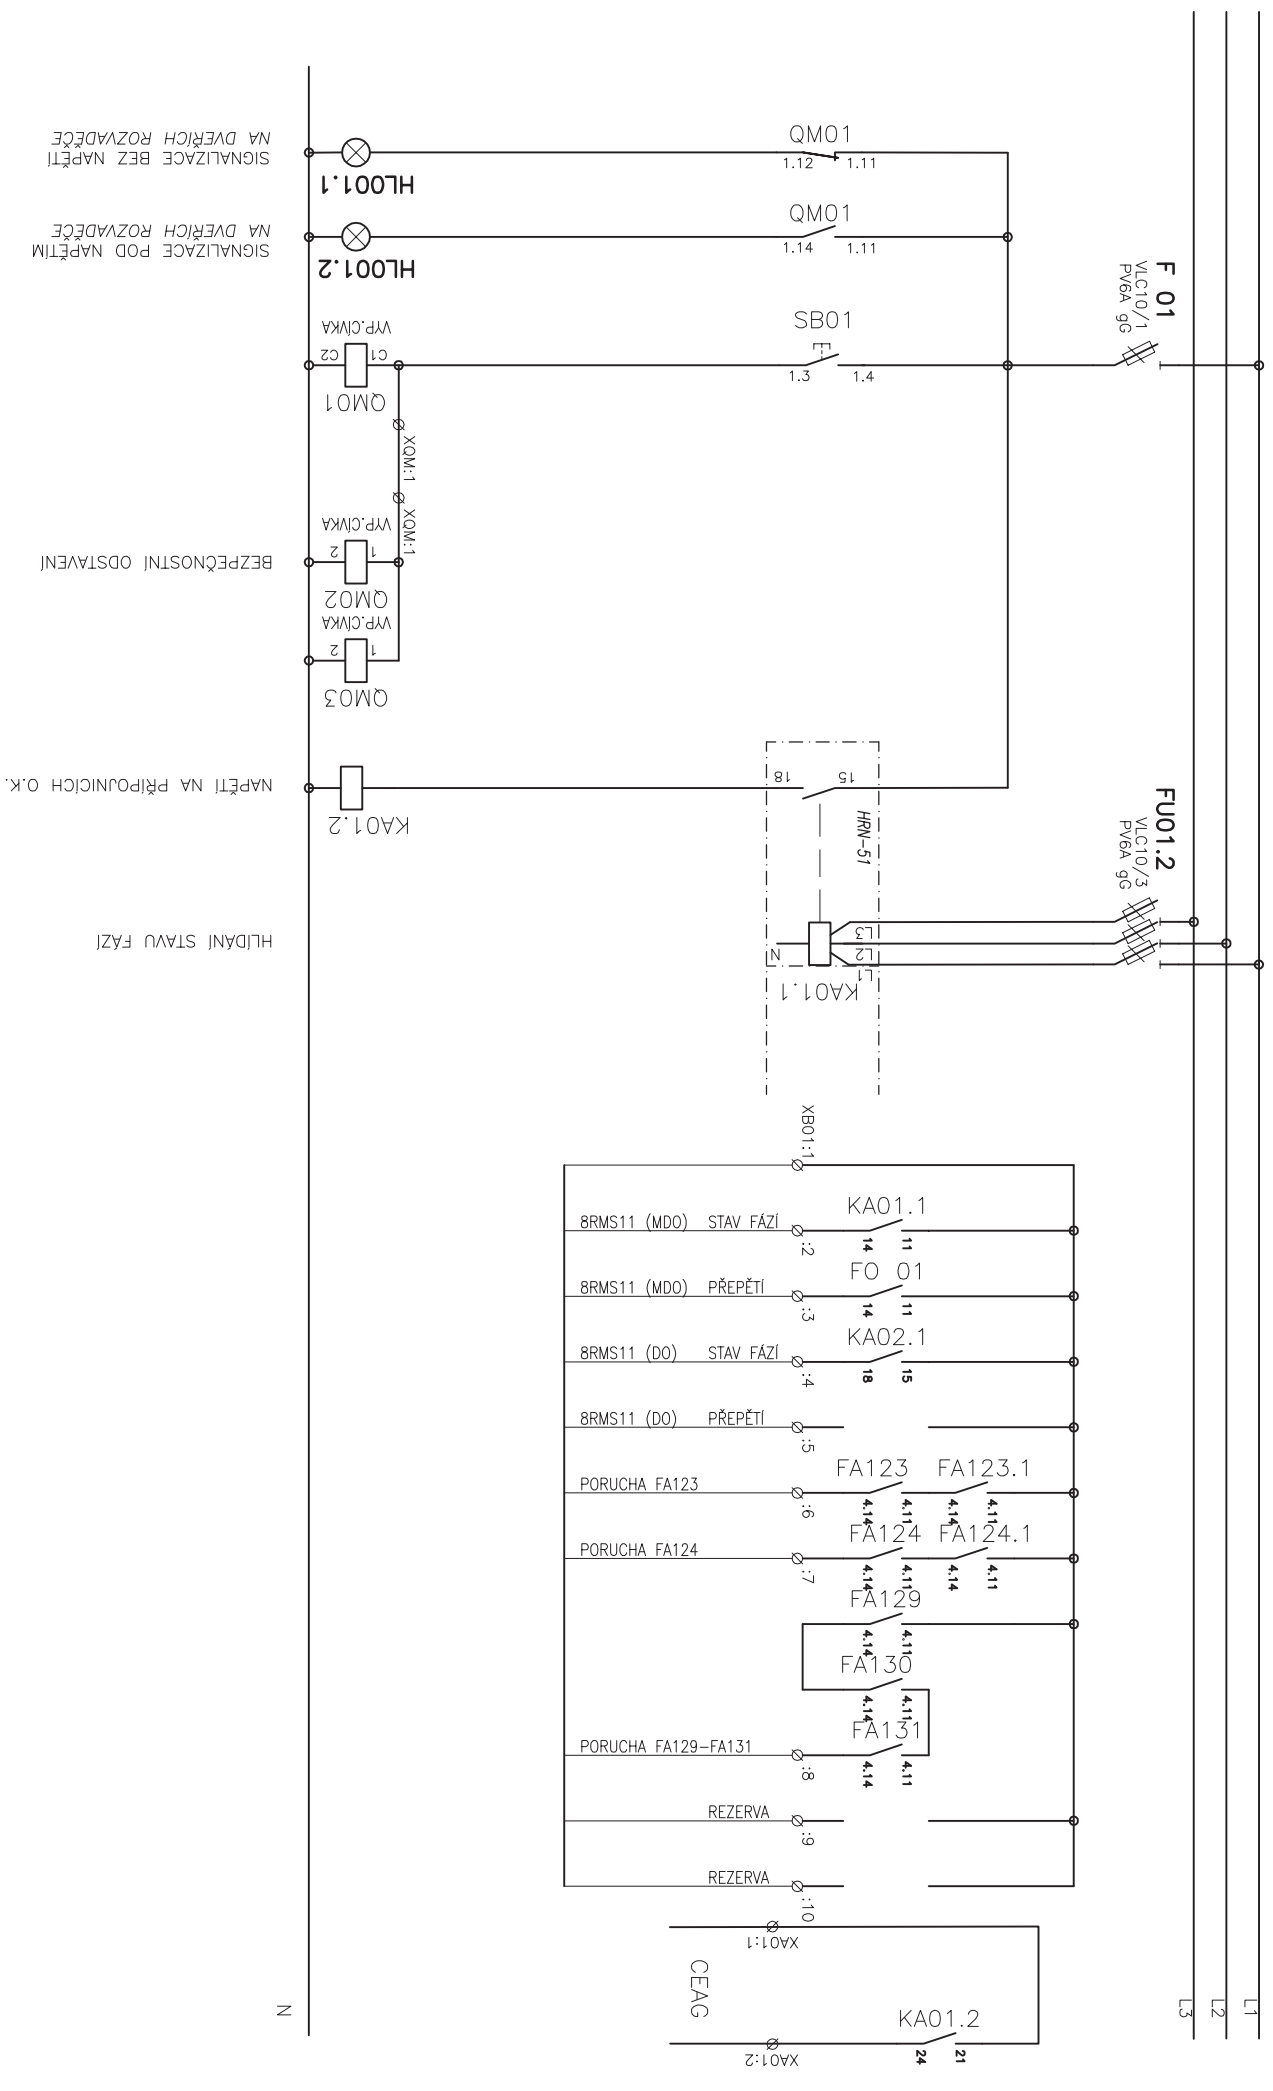 SIGNALIZACE BEZ NAPĚTÍ
NA DVEŘÍCH ROZVADĚČE
HL001.1
QM01
1.12
1.11
SIGNALIZACE POD NAPĚTÍM
NA DVEŘÍCH ROZVADĚČE
HL001.2
QM01
1.14
1.11
F 01
VLC10/1
PV6A gG
VYP.CÍVKA
C2
C1
QM01
SB01
1.3
1.4
XQM:1
XQM:1
BEZPEČNOSTNÍ ODSTAVENÍ
VYP.CÍVKA
2
1
QM02
VYP.CÍVKA
2
1
QM03
NAPĚTÍ NA PŘÍPOJNICÍCH O.K.
KA01.2
18
15
HRN-51
FU01.2
VLC10/3
PV6A gG
HLÍDÁNÍ STAVU FÁZÍ
N
L3
L2
L1
KA01.1
XB01:1
8RMS11 (MDO) STAV FÁZÍ
:2
KA01.1
14
11
8RMS11 (MDO) PŘEPĚTÍ
:3
FO 01
14
11
8RMS11 (DO) STAV FÁZÍ
:4
KA02.1
18
15
8RMS11 (DO) PŘEPĚTÍ
:5
PORUCHA FA123
:6
FA123
4.14
4.11
FA123.1
4.14
4.11
PORUCHA FA124
:7
FA124
4.14
4.11
FA124.1
4.14
4.11
FA129
4.14
4.11
FA130
4.14
4.11
PORUCHA FA129-FA131
:8
FA131
4.14
4.11
REZERVA
:9
REZERVA
:10
XA01:1
CEAG
XA01:2
KA01.2
24
21
N
L3
L2
L1